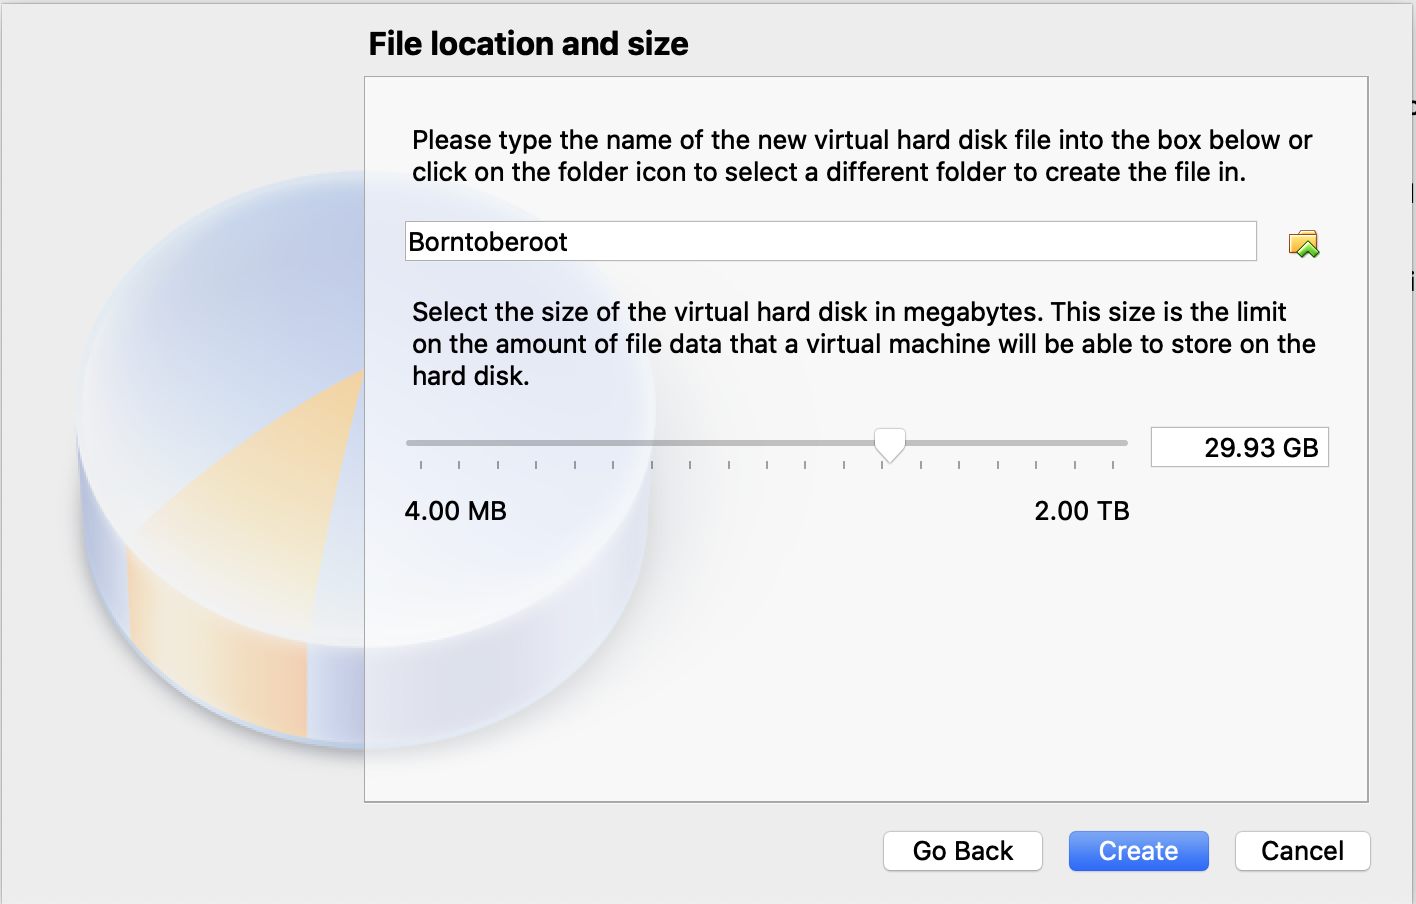 File location and size
Please type the name of the new virtual hard disk file into the box below or
click on the folder icon to select a different folder to create the file in.
Borntoberoot
Select the size of the virtual hard disk in megabytes. This size is the limit
on the amount of file data that a virtual machine will be able to store on the
hard disk.
29.93 GB
4.00 MB
2.00 TB
Go Back
Create
Cancel